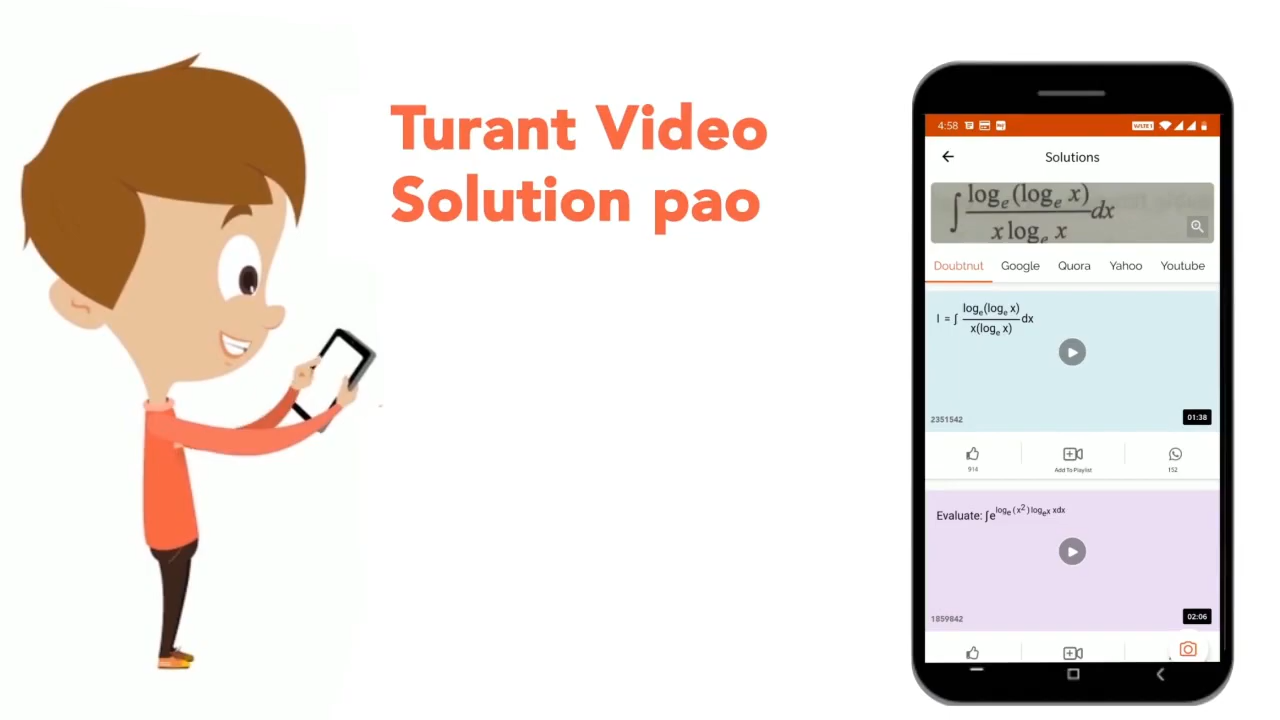 Turant Video
Solution pao
4:58
Solutions
∫ logₑ(logₑ x) / x logₑ x dx
Doubtnut Google Quora Yahoo Youtube
I = ∫ logₑ(logₑ x) / x(logₑ x) dx
2351542 01:38
914 Add To Playlist 152
Evaluate: ∫e^logₑ(x²) logₑx xdx
1859842 02:06